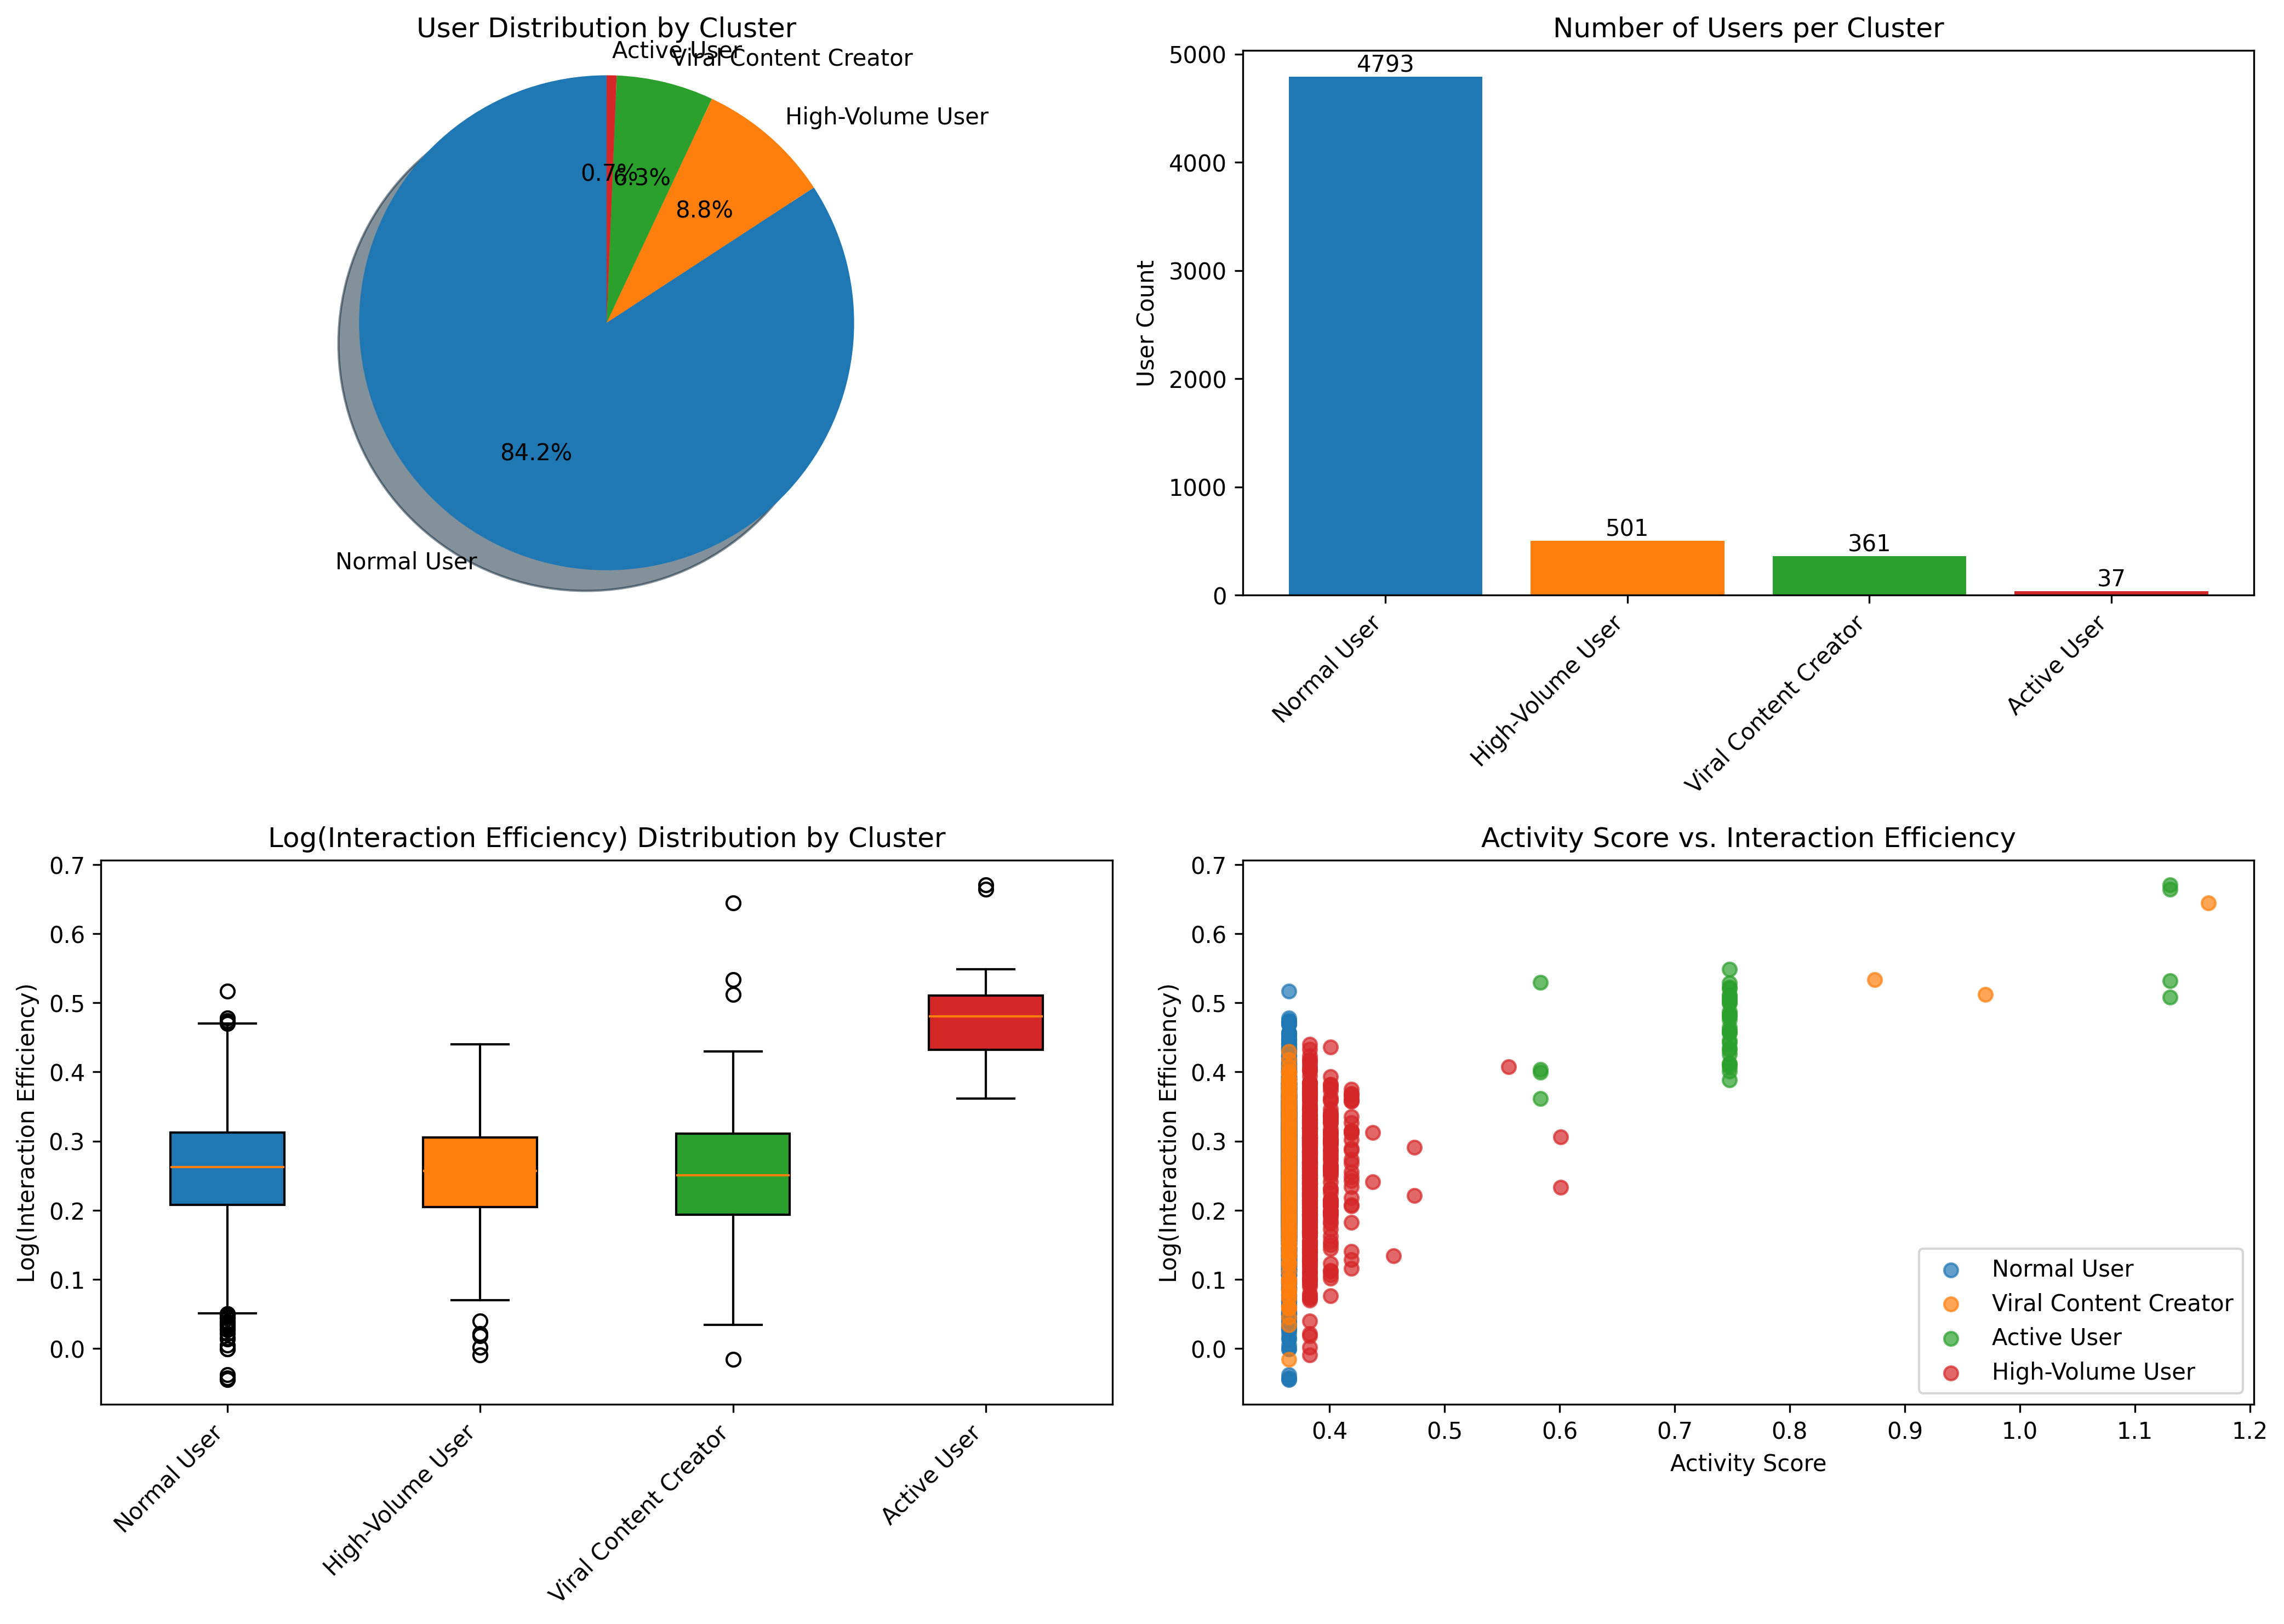 User Distribution by Cluster
Active User
Viral Content Creator
High-Volume User
0.7%
6.3%
8.8%
84.2%
Normal User
Number of Users per Cluster
User Count
5000
4000
3000
2000
1000
0
4793
501
361
37
Normal User
High-Volume User
Viral Content Creator
Active User
Log(Interaction Efficiency) Distribution by Cluster
Log(Interaction Efficiency)
0.7
0.6
0.5
0.4
0.3
0.2
0.1
0.0
Normal User
High-Volume User
Viral Content Creator
Active User
Activity Score vs. Interaction Efficiency
Log(Interaction Efficiency)
0.7
0.6
0.5
0.4
0.3
0.2
0.1
0.0
Normal User
Viral Content Creator
Active User
High-Volume User
0.4 0.5 0.6 0.7 0.8 0.9 1.0 1.1 1.2
Activity Score